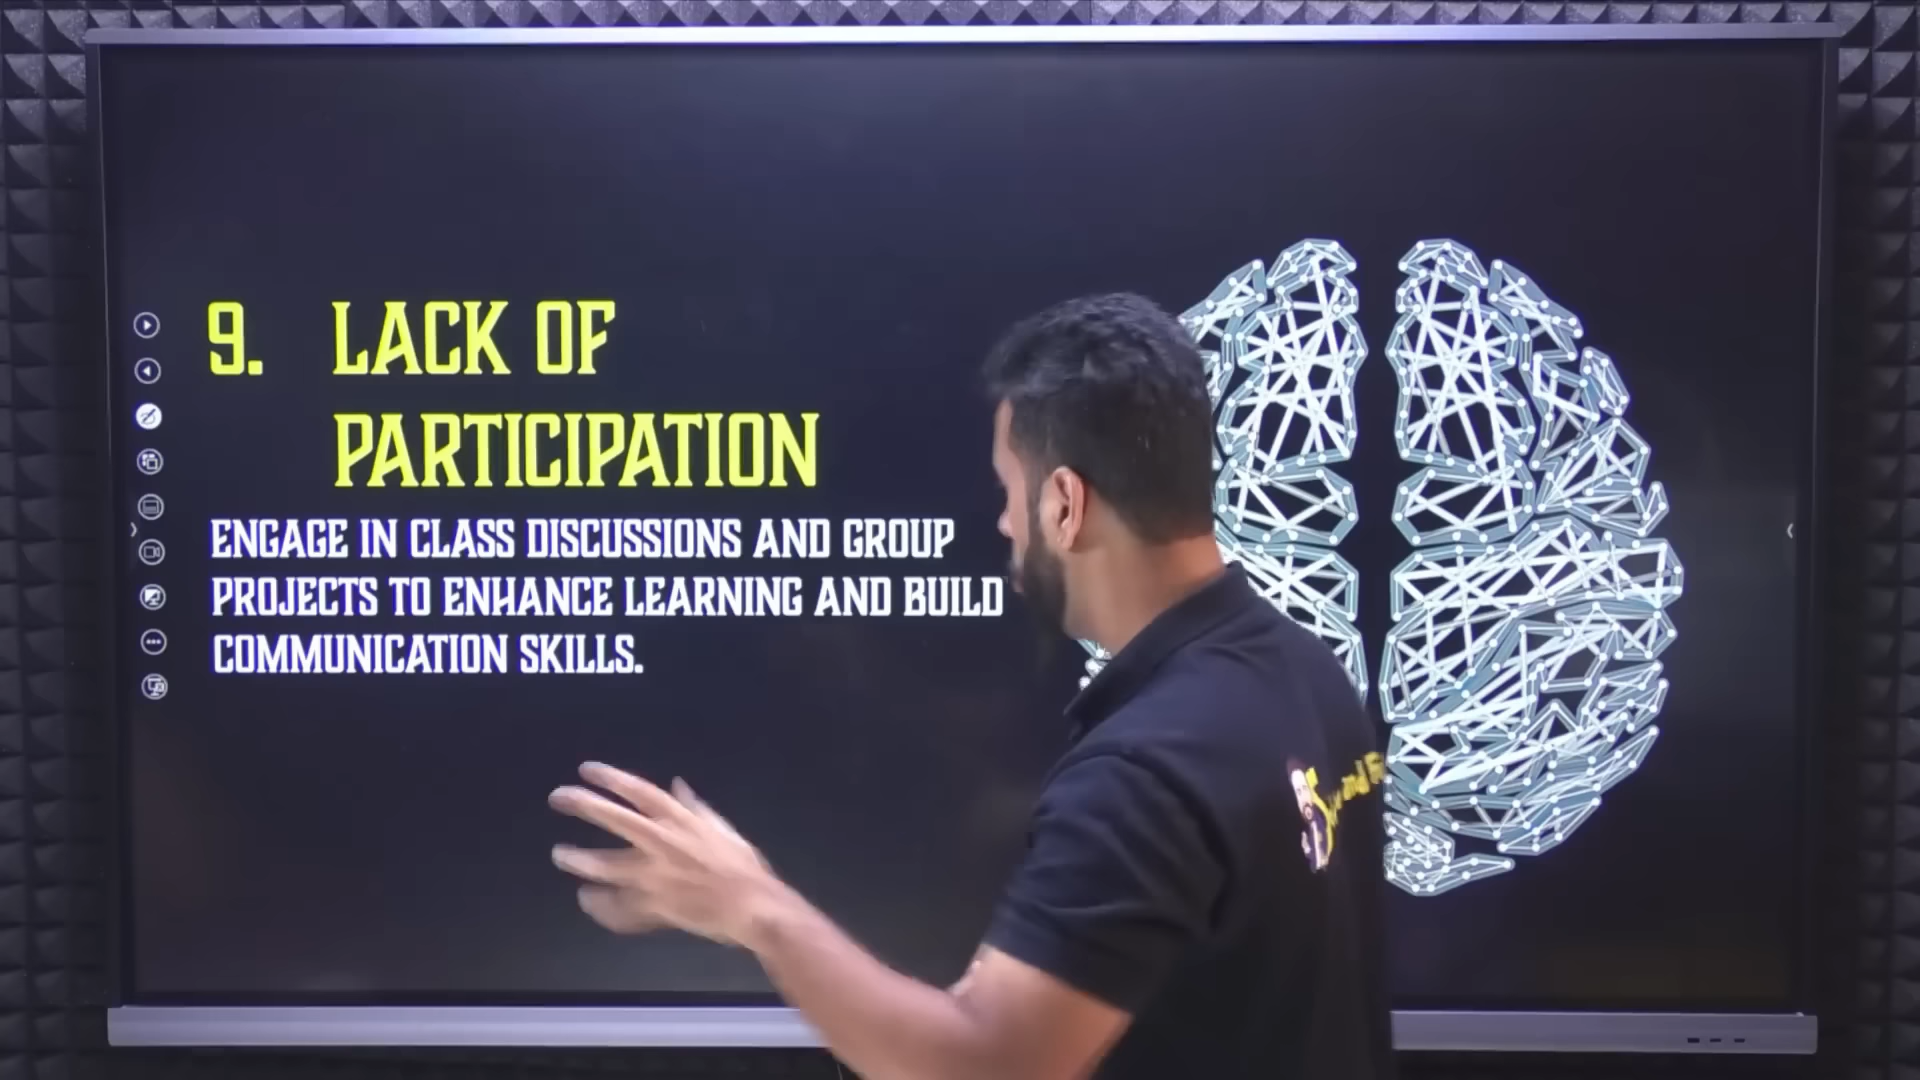 9. LACK OF
PARTICIPATION
ENGAGE IN CLASS DISCUSSIONS AND GROUP
PROJECTS TO ENHANCE LEARNING AND BUILD
COMMUNICATION SKILLS.